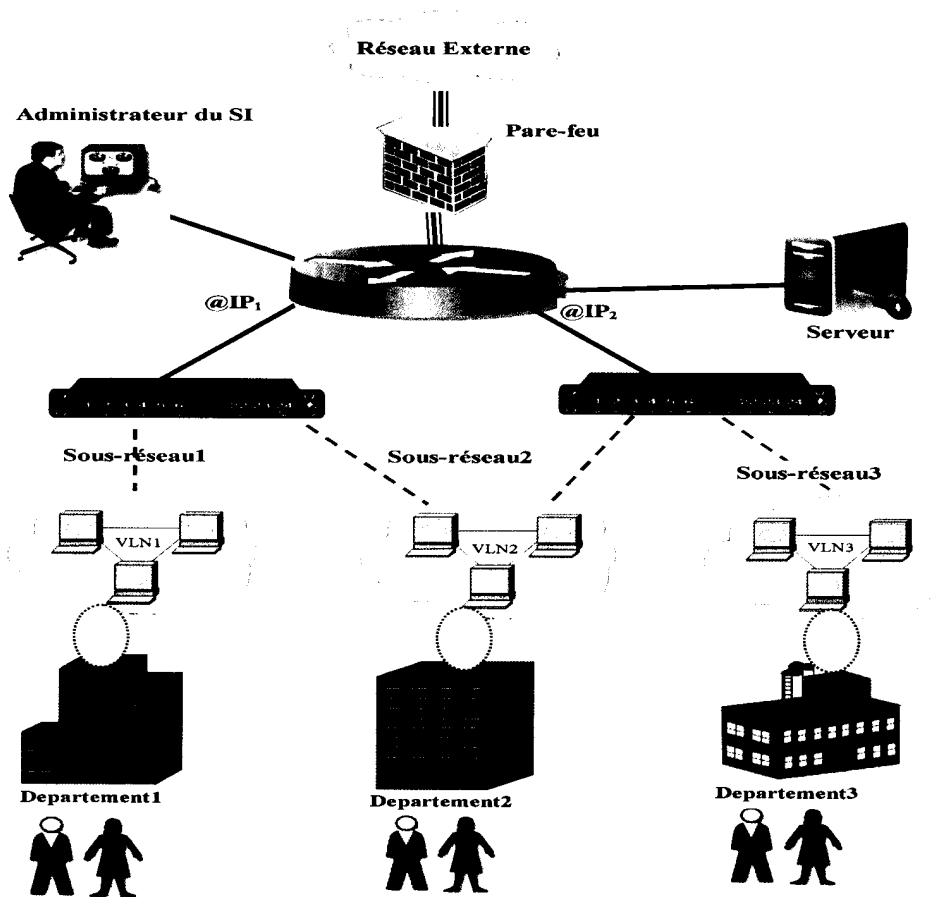 Réseau Externe
Administrateur du SI
Pare-feu
@IP₁
@IP₂
Serveur
Sous-réseau1
Sous-réseau2
Sous-réseau3
VLN1
VLN2
VLN3
Departement1
Departement2
Departement3